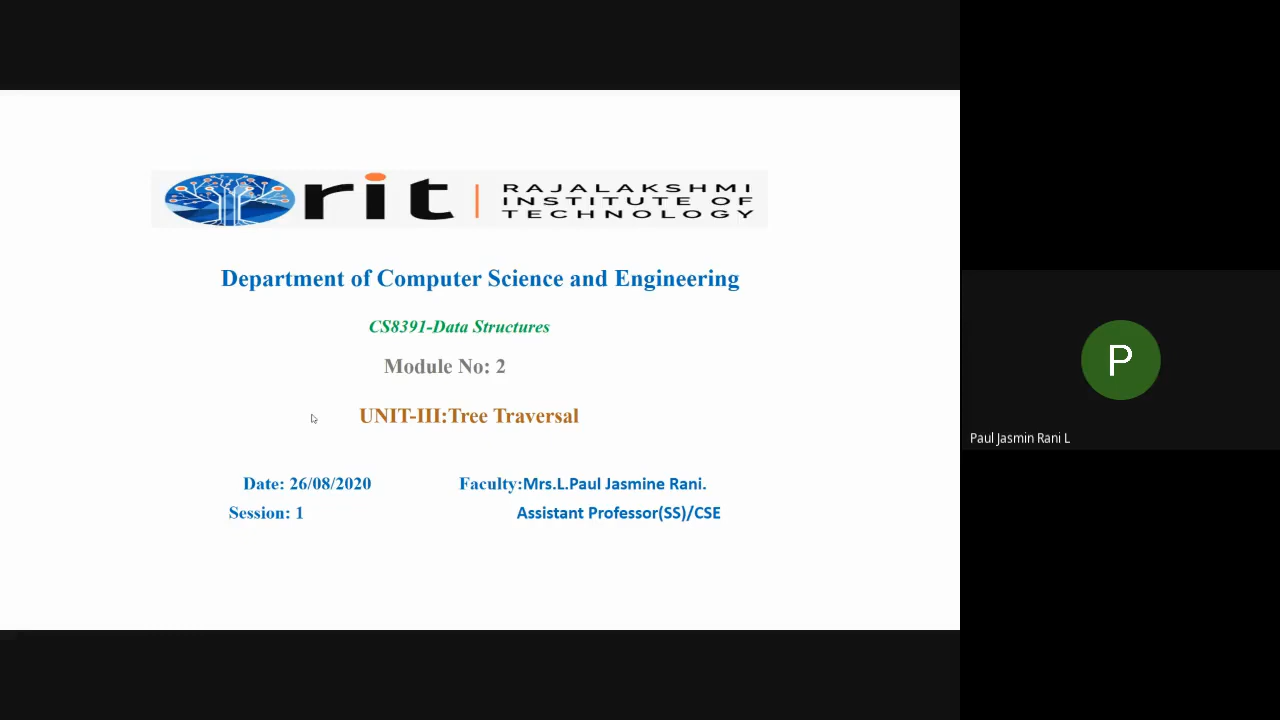 rit
RAJALAKSHMI
INSTITUTE OF
TECHNOLOGY
Department of Computer Science and Engineering
CS8391-Data Structures
Module No: 2
UNIT-III:Tree Traversal
Date: 26/08/2020 Faculty:Mrs.L.Paul Jasmine Rani.
Session: 1 Assistant Professor(SS)/CSE
P
Paul Jasmin Rani L